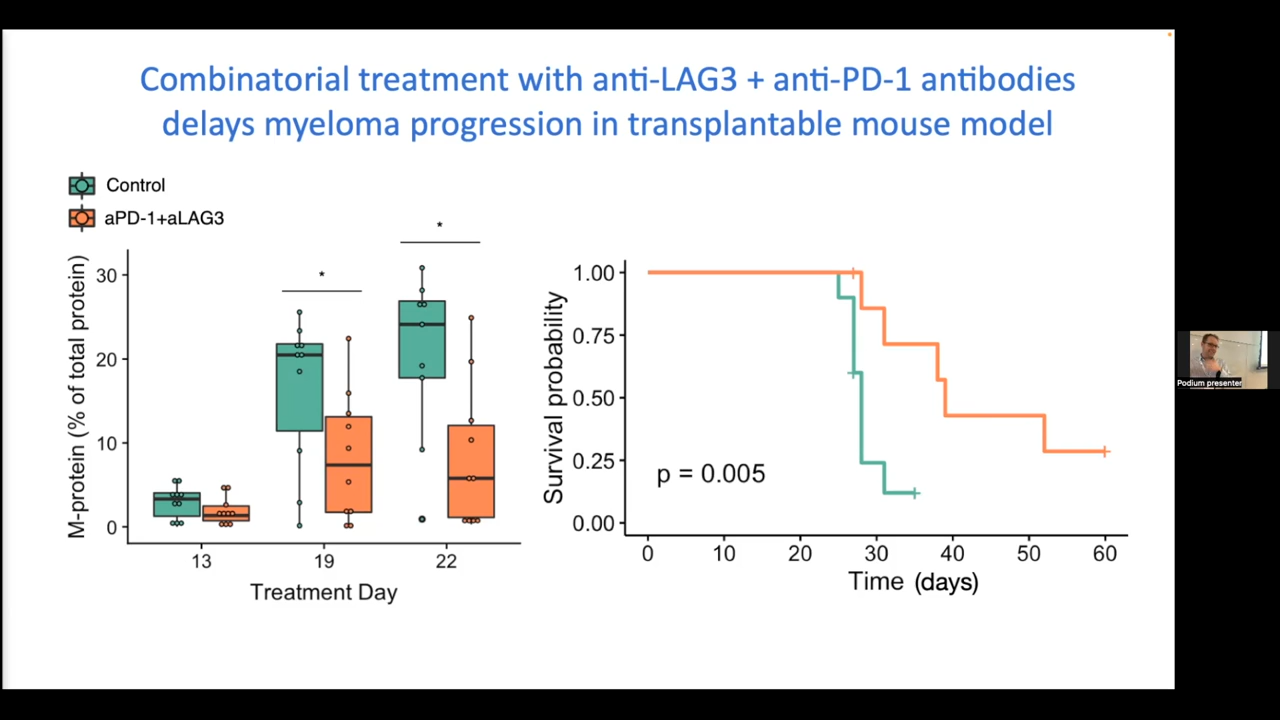 Combinatorial treatment with anti-LAG3 + anti-PD-1 antibodies
delays myeloma progression in transplantable mouse model
Control
aPD-1+aLAG3
M-protein (% of total protein)
30
20
10
0
*
*
13
19
22
Treatment Day
Survival probability
1.00
0.75
0.50
0.25
0.00
p = 0.005
0
10
20
30
40
50
60
Time (days)
Podium presenter